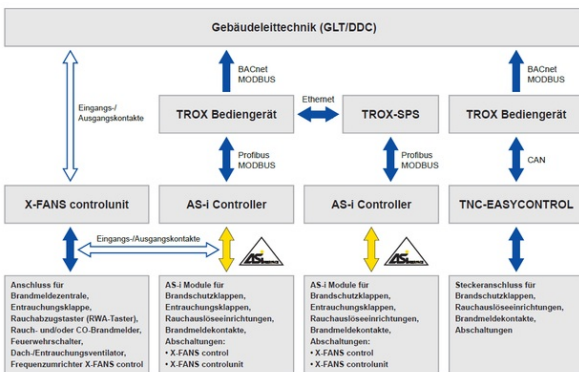 Gebäudeleittechnik (GLT/DDC)
Eingangs-/
Ausgangskontakte
BACnet
MODBUS
BACnet
MODBUS
TROX Bediengerät
Ethernet
TROX-SPS
TROX Bediengerät
Profibus
MODBUS
Profibus
MODBUS
CAN
X-FANS controlunit
AS-i Controller
AS-i Controller
TNC-EASYCONTROL
Eingangs-/Ausgangskontakte
Anschluss für
Brandmeldezentrale,
Entrauchungsklappe,
Rauchabzugstaster (RWA-Taster),
Rauch- und/oder CO-Brandmelder,
Feuerwehrschalter,
Dach-/Entrauchungsventilator,
Frequenzumrichter X-FANS control
AS-i Module für
Brandschutzklappen,
Entrauchungsklappen,
Rauchauslöseeinrichtungen,
Brandmeldekontakte,
Abschaltungen:
• X-FANS control
• X-FANS controlunit
AS-i Module für
Brandschutzklappen,
Entrauchungsklappen,
Rauchauslöseeinrichtungen,
Brandmeldekontakte,
Abschaltungen:
• X-FANS control
• X-FANS controlunit
Steckeranschluss für
Brandschutzklappen,
Rauchauslöseeinrichtungen,
Brandmeldekontakte,
Abschaltungen